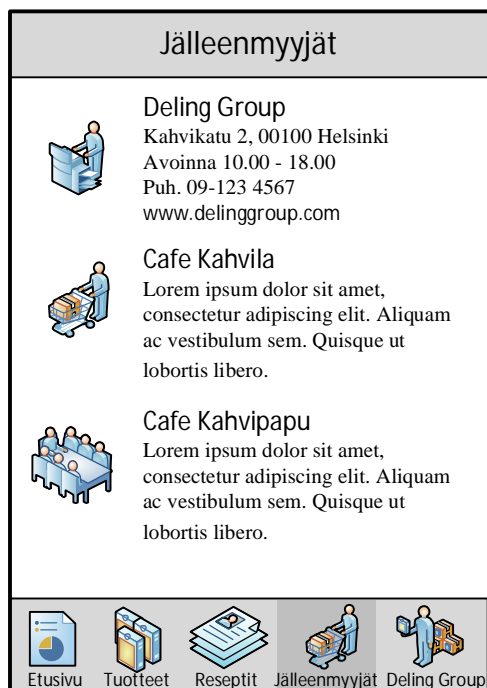 Jälleenmyyjät
Deling Group
Kahvikatu 2, 00100 Helsinki
Avoinna 10.00 - 18.00
Puh. 09-123 4567
www.delinggroup.com
Cafe Kahvila
Lorem ipsum dolor sit amet,
consectetur adipiscing elit. Aliquam
ac vestibulum sem. Quisque ut
lobortis libero.
Cafe Kahvipapu
Lorem ipsum dolor sit amet,
consectetur adipiscing elit. Aliquam
ac vestibulum sem. Quisque ut
lobortis libero.
Etusivu Tuotteet Reseptit Jälleenmyyjät Deling Group